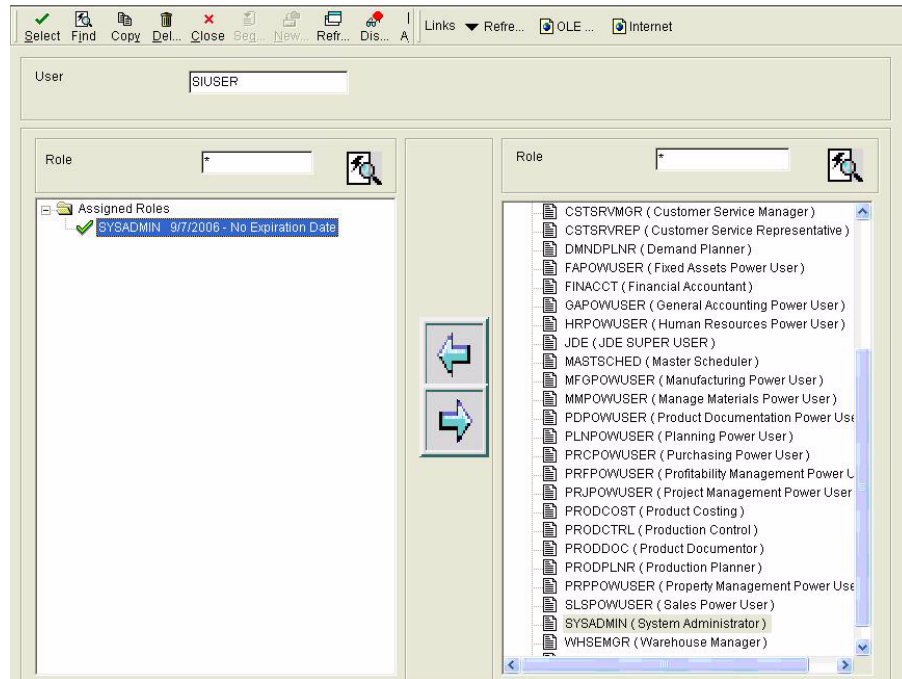 Select Find Copy Del... Close Seq... New... Refr... Dis... A Links Refre... OLE ... Internet
User SIUSER
Role *
Role *
Assigned Roles
SYSADMIN 9/7/2006 - No Expiration Date
CSTSRVMGR ( Customer Service Manager )
CSTSRVREP ( Customer Service Representative )
DMNDPLNR ( Demand Planner )
FAPOWUSER ( Fixed Assets Power User )
FINACCT ( Financial Accountant )
GAPOWUSER ( General Accounting Power User )
HRPOWUSER ( Human Resources Power User )
JDE ( JDE SUPER USER )
MASTSCHED ( Master Scheduler )
MFGPOWUSER ( Manufacturing Power User )
MMPOWUSER ( Manage Materials Power User )
PDPOWUSER ( Product Documentation Power Use
PLNPOWUSER ( Planning Power User )
PRCPOWUSER ( Purchasing Power User )
PRFPOWUSER ( Profitability Management Power U
PRJPOWUSER ( Project Management Power User
PRODCOST ( Product Costing )
PRODCTRL ( Production Control )
PRODDOC ( Product Documentor )
PRODPLNR ( Production Planner )
PRPPOWUSER ( Property Management Power Use
SLSPOWUSER ( Sales Power User )
SYSADMIN ( System Administrator )
WHSEMGR ( Warehouse Manager )